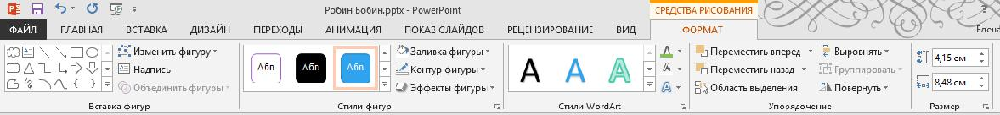 Робин Бобин.pptx - PowerPoint
СРЕДСТВА РИСОВАНИЯ
?
ФАЙЛ ГЛАВНАЯ ВСТАВКА ДИЗАЙН ПЕРЕХОДЫ АНИМАЦИЯ ПОКАЗ СЛАЙДОВ РЕЦЕНЗИРОВАНИЕ ВИД ФОРМАТ Елена
Изменить фигуру
Надпись
Объединить фигуры
Вставка фигур
Абв Абв Абв
Заливка фигуры
Контур фигуры
Эффекты фигуры
Стили фигур
A A A A
A
A
Стили WordArt
Переместить вперед Выровнять
Переместить назад Группировать
Область выделения Повернуть
Упорядочение
4,15 см
8,48 см
Размер